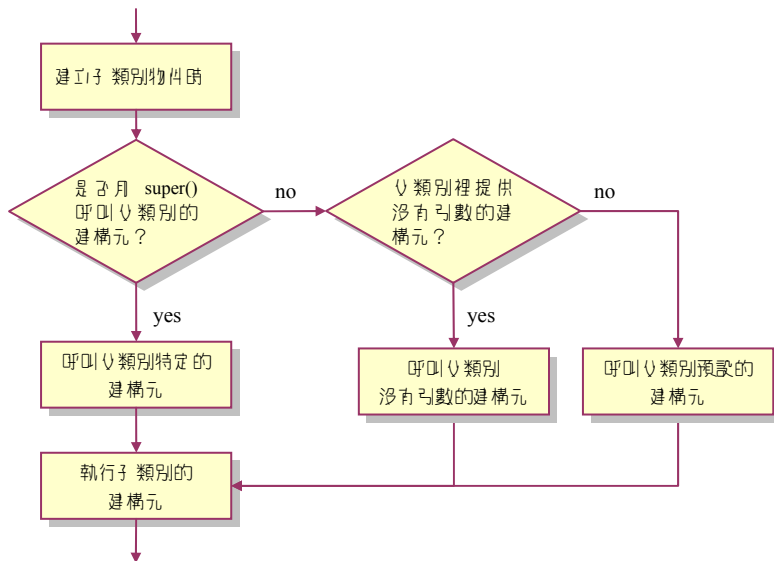 建立子 類別物件時
是否用 super()
呼叫父類別的
建構元？
no
父類別裡提供
沒有引數的建
構元？
no
yes
yes
呼叫父類別特定的
建構元
呼叫父類別
沒有引數的建構元
呼叫父類別預設的
建構元
執行子 類別的
建構元